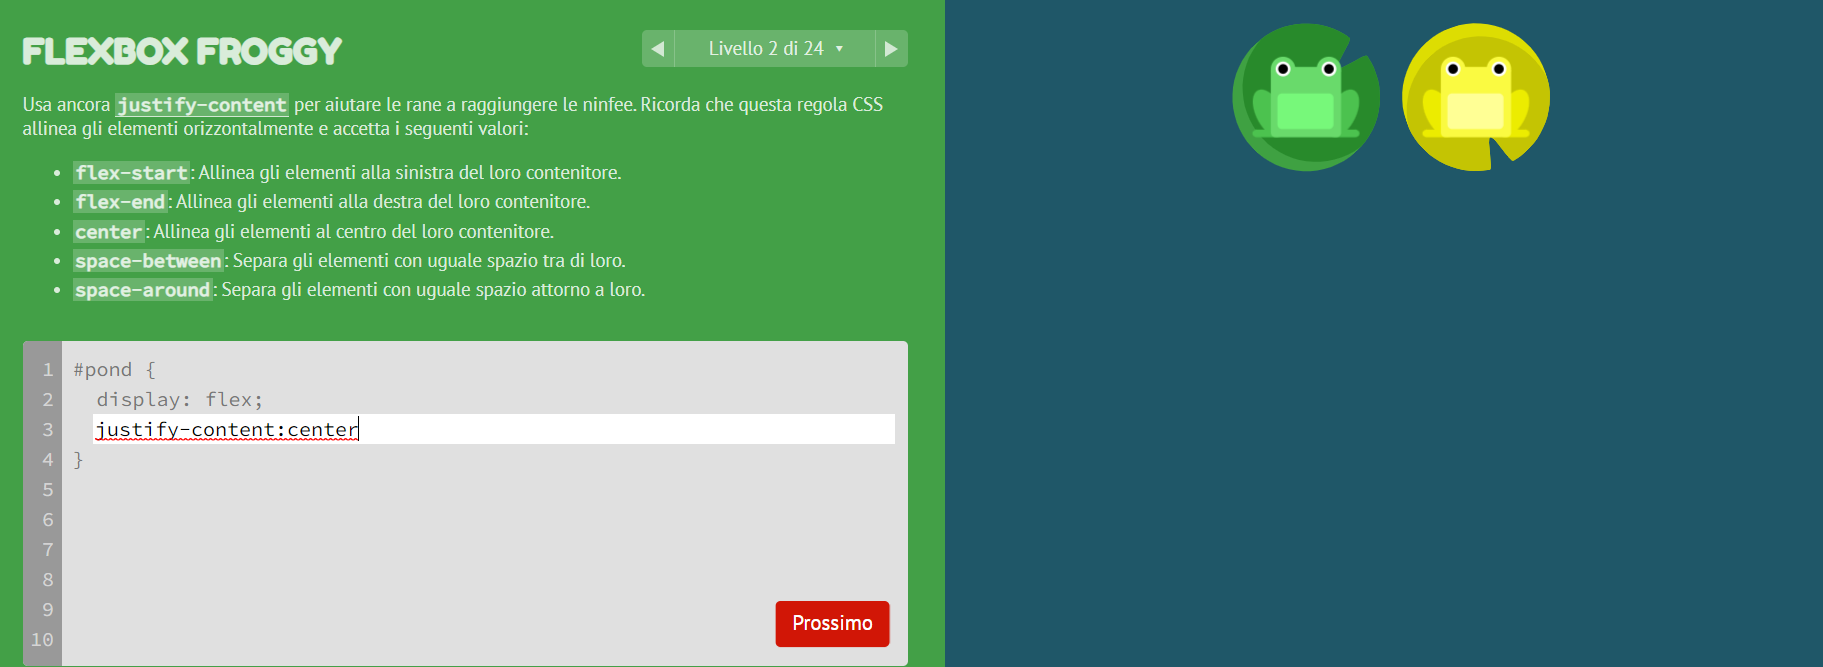 FLEXBOX FROGGY
◀ Livello 2 di 24 ▾ ▶
Usa ancora justify-content per aiutare le rane a raggiungere le ninfee. Ricorda che questa regola CSS
allinea gli elementi orizzontalmente e accetta i seguenti valori:
• flex-start: Allinea gli elementi alla sinistra del loro contenitore.
• flex-end: Allinea gli elementi alla destra del loro contenitore.
• center: Allinea gli elementi al centro del loro contenitore.
• space-between: Separa gli elementi con uguale spazio tra di loro.
• space-around: Separa gli elementi con uguale spazio attorno a loro.
1 #pond {
2 display: flex;
3 justify-content:center
4 }
5
6
7
8
9
10
Prossimo